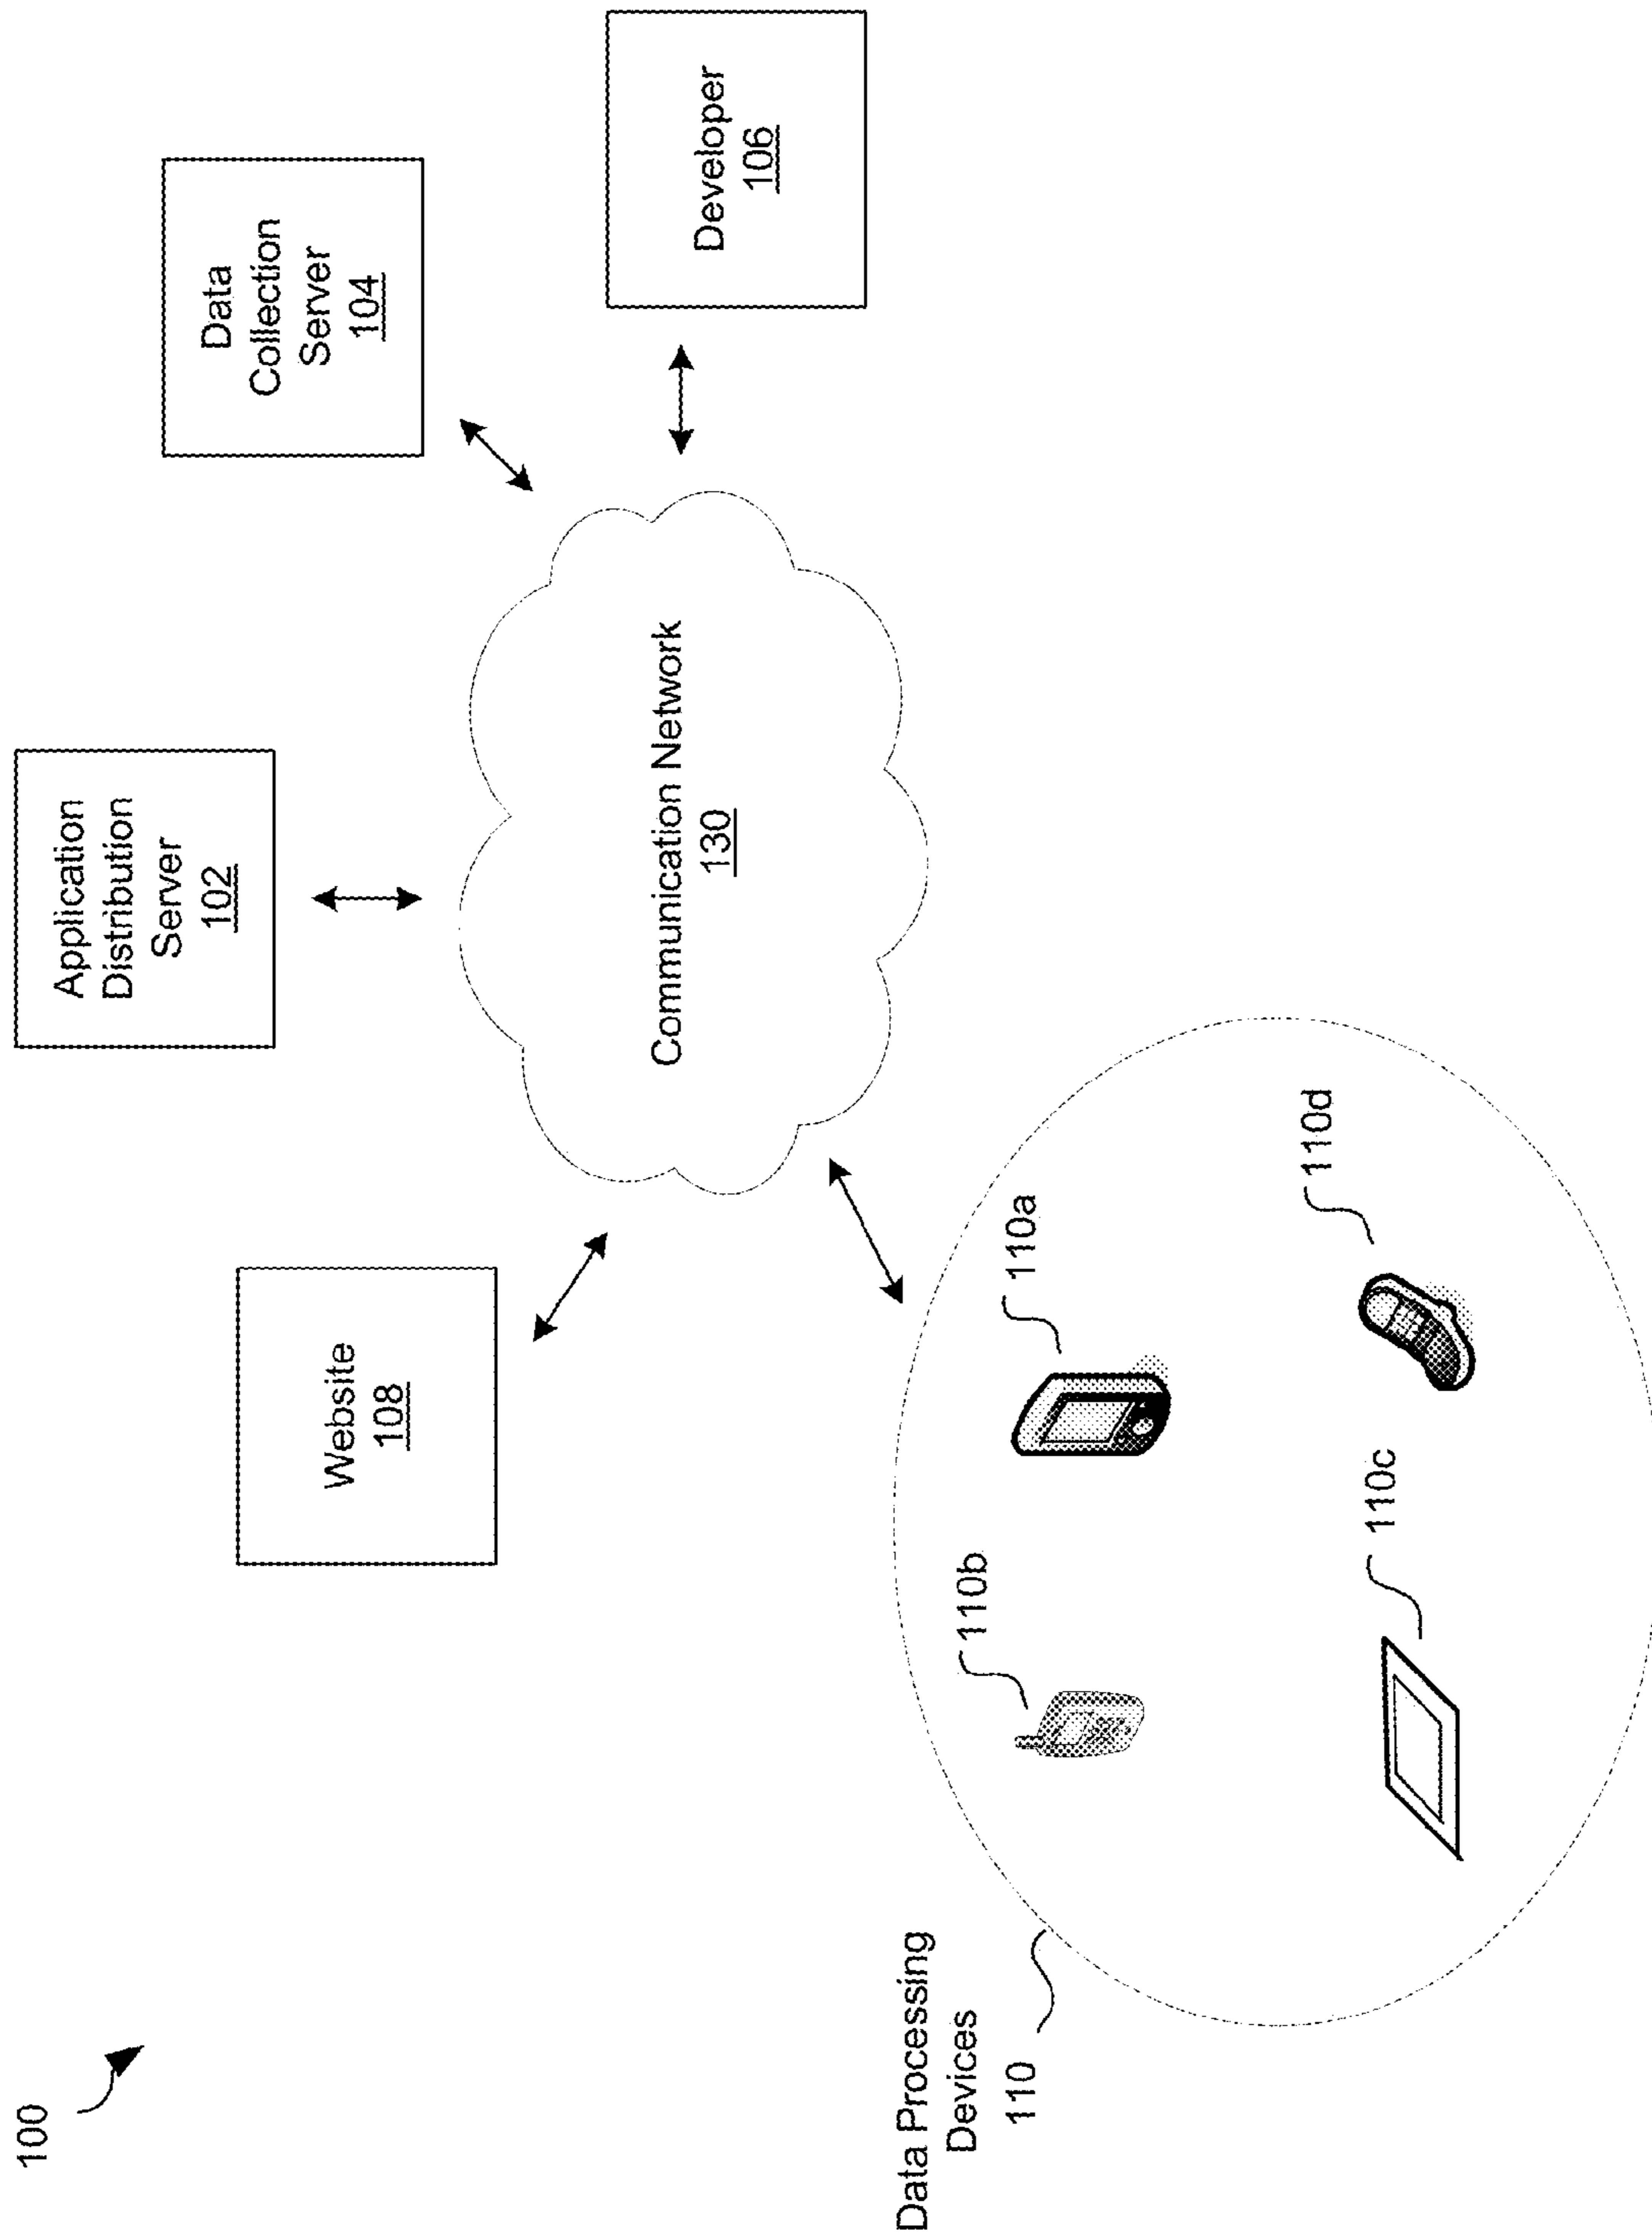 100
Application
Distribution
Server
102
Data
Collection
Server
104
Website
108
Developer
106
Communication Network
130
Data Processing
Devices
110
110b
110a
110c
110d